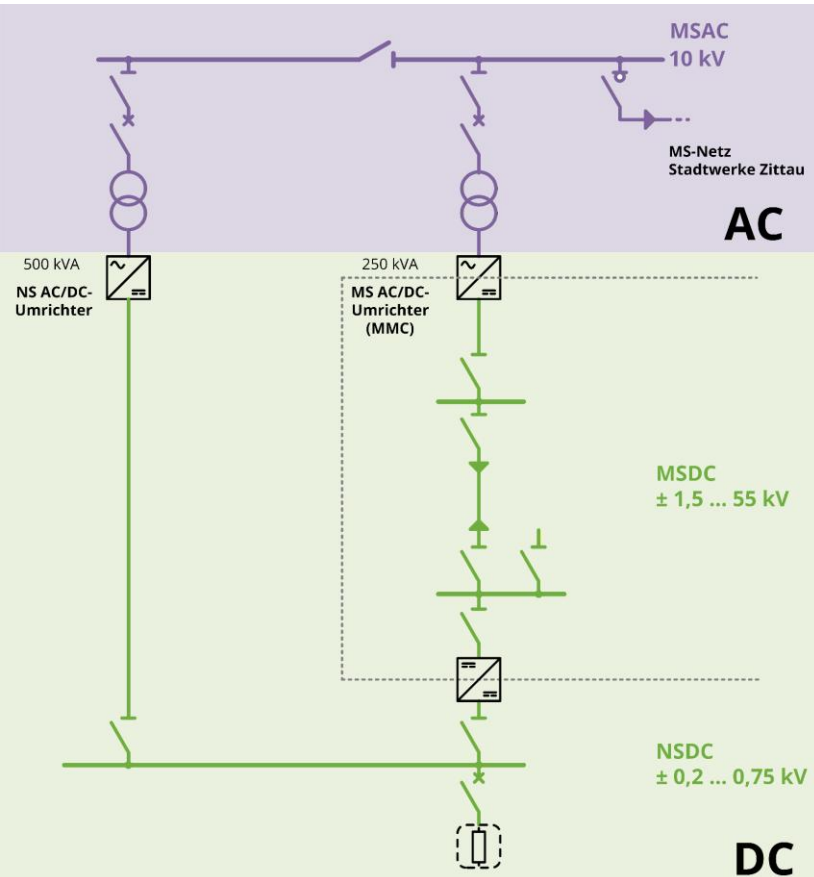 MSAC
10 kV
MS-Netz
Stadtwerke Zittau
AC
500 kVA
NS AC/DC-
Umrichter
250 kVA
MS AC/DC-
Umrichter
(MMC)
MSDC
± 1,5 ... 55 kV
NSDC
± 0,2 ... 0,75 kV
DC